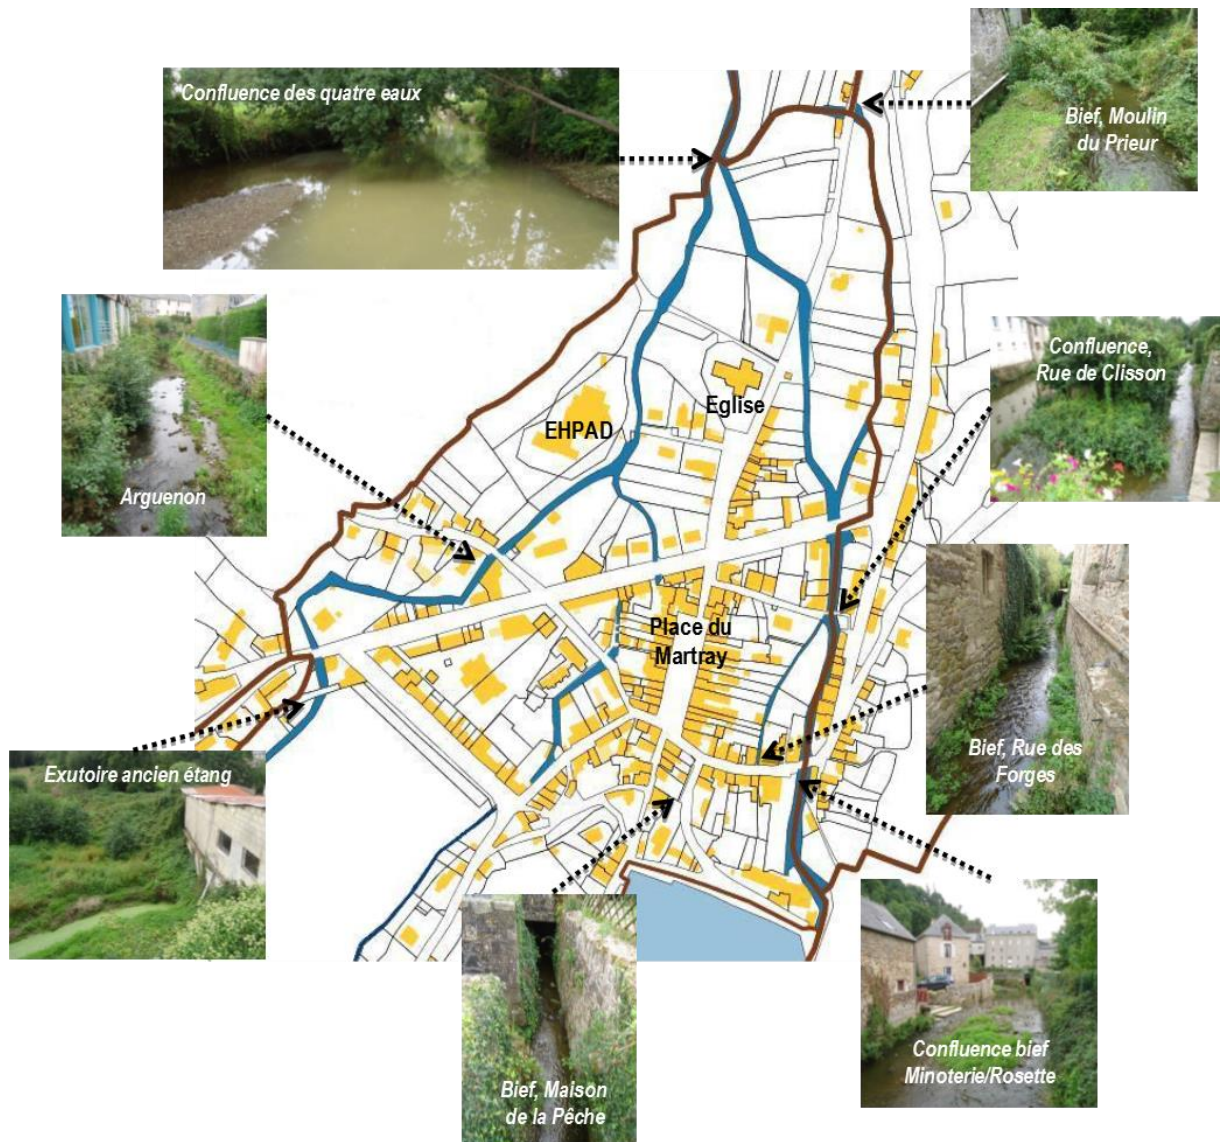 Confluence des quatre eaux
Bief, Moulin
du Prieur
Confluence,
Rue de Clisson
Eglise
EHPAD
Arguenon
Place du
Martray
Bief, Rue des
Forges
Exutoire ancien étang
Confluence bief
Minoterie/Rosette
Bief, Maison
de la Pêche